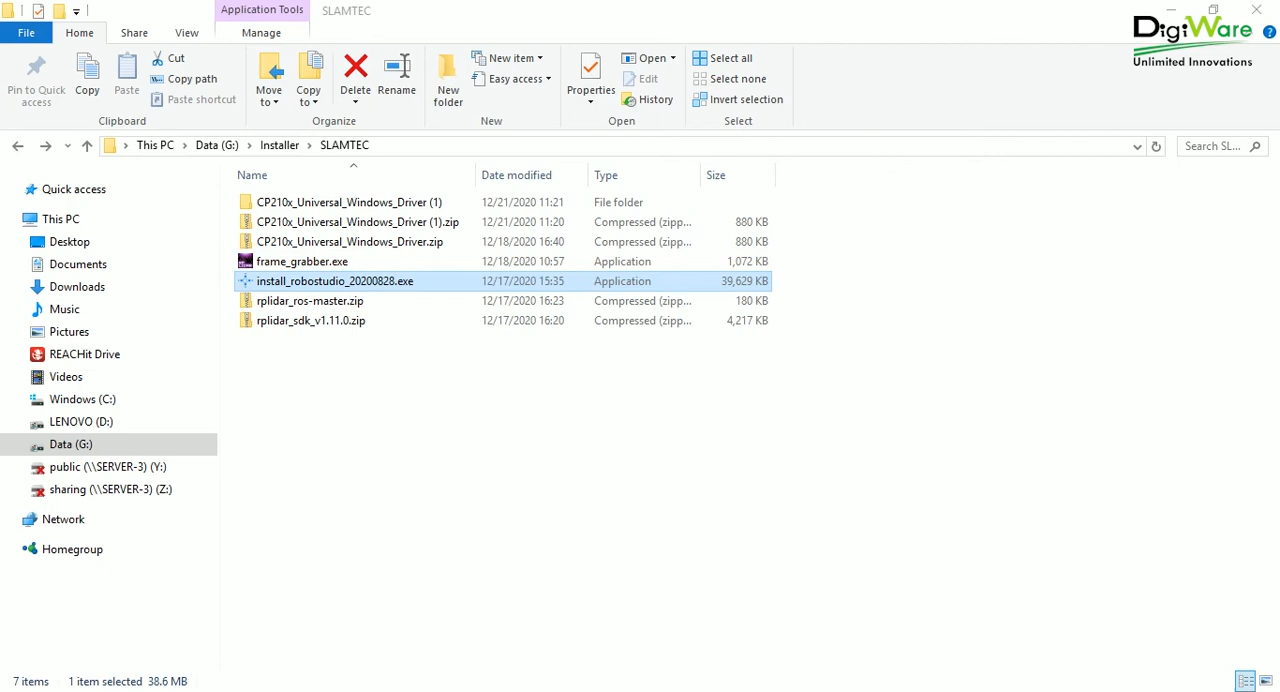 Application Tools
SLAMTEC
File
Home
Share
View
Manage
DigiWare
Unlimited Innovations
Pin to Quick access
Copy
Paste
Cut
Copy path
Paste shortcut
Clipboard
Move to
Copy to
Delete
Rename
Organize
New folder
New item
Easy access
New
Properties
Open
Edit
History
Open
Select all
Select none
Invert selection
Select
This PC > Data (G:) > Installer > SLAMTEC
Search SL...
Name Date modified Type Size
CP210x_Universal_Windows_Driver (1) 12/21/2020 11:21 File folder
CP210x_Universal_Windows_Driver (1).zip 12/21/2020 11:20 Compressed (zipp... 880 KB
CP210x_Universal_Windows_Driver.zip 12/18/2020 16:40 Compressed (zipp... 880 KB
frame_grabber.exe 12/18/2020 10:57 Application 1,072 KB
install_robostudio_20200828.exe 12/17/2020 15:35 Application 39,629 KB
rplidar_ros-master.zip 12/17/2020 16:23 Compressed (zipp... 180 KB
rplidar_sdk_v1.11.0.zip 12/17/2020 16:20 Compressed (zipp... 4,217 KB
Quick access
This PC
Desktop
Documents
Downloads
Music
Pictures
REACHit Drive
Videos
Windows (C:)
LENOVO (D:)
Data (G:)
public (\\SERVER-3) (Y:)
sharing (\\SERVER-3) (Z:)
Network
Homegroup
7 items 1 item selected 38.6 MB